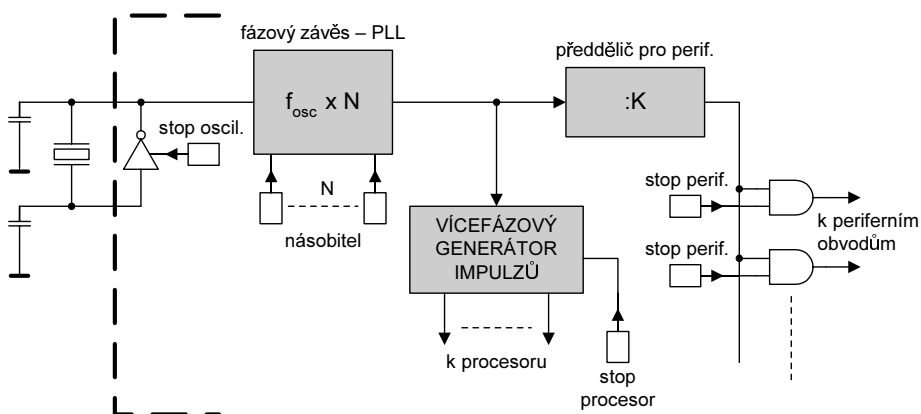 fázový závěs – PLL
předdělič pro perif.
fosc x N
:K
stop oscil.
N
násobitel
stop perif.
k periferním
obvodům
stop perif.
VÍCEFÁZOVÝ
GENERÁTOR
IMPULZŮ
k procesoru
stop
procesor